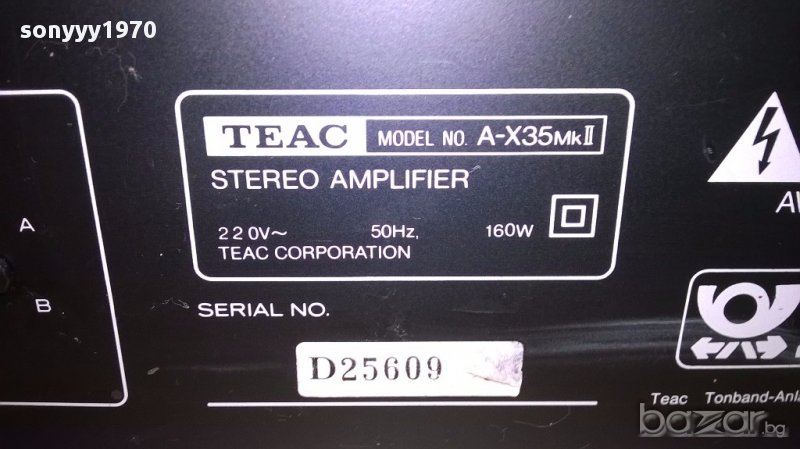 sonyyy1970
TEAC MODEL NO. A-X35MkII
STEREO AMPLIFIER
220V~ 50Hz, 160W
TEAC CORPORATION
A
B
SERIAL NO.
D25609
AV
Teac Tonband-Anla
bazar.bg